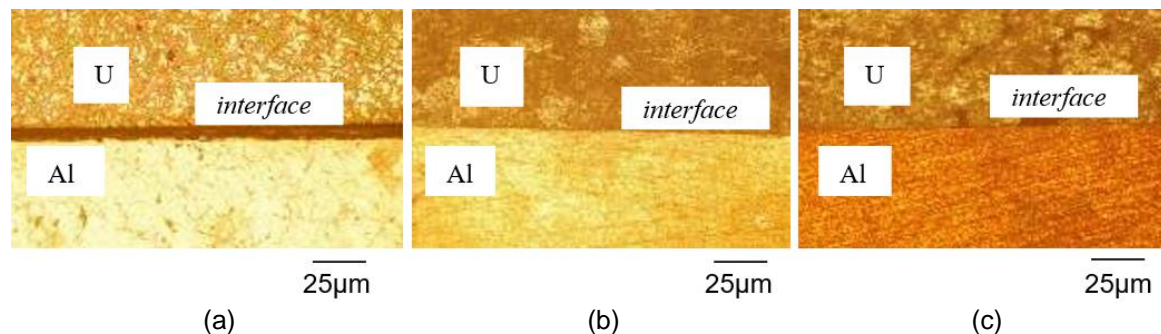 U
interface
Al
25μm
(a)
U
interface
Al
25μm
(b)
U
interface
Al
25μm
(c)